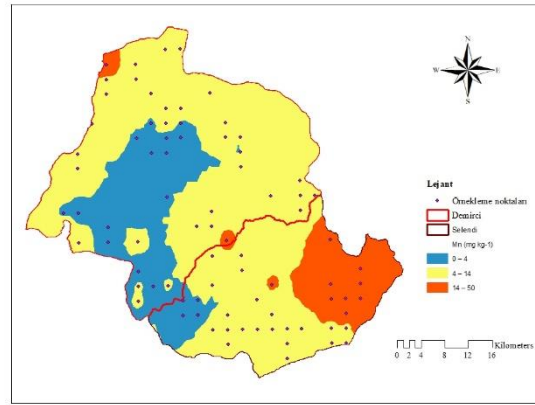 N
W E
S
Lejant
Örnekleme noktaları
Demirci
Selendi
Mn (mg kg-1)
0 – 4
4 – 14
14 – 50
Kilometers
0 2 4 8 12 16